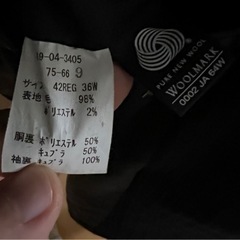 19-04-3405
75-66 9
サイズ 42REG 36W
表地 毛 98%
ポリエステル 2%
胴裏 ポリエステル 50%
キュプラ 50%
袖裏 キュプラ 100%
PURE NEW WOOL
WOOLMARK
0002 JA 64W